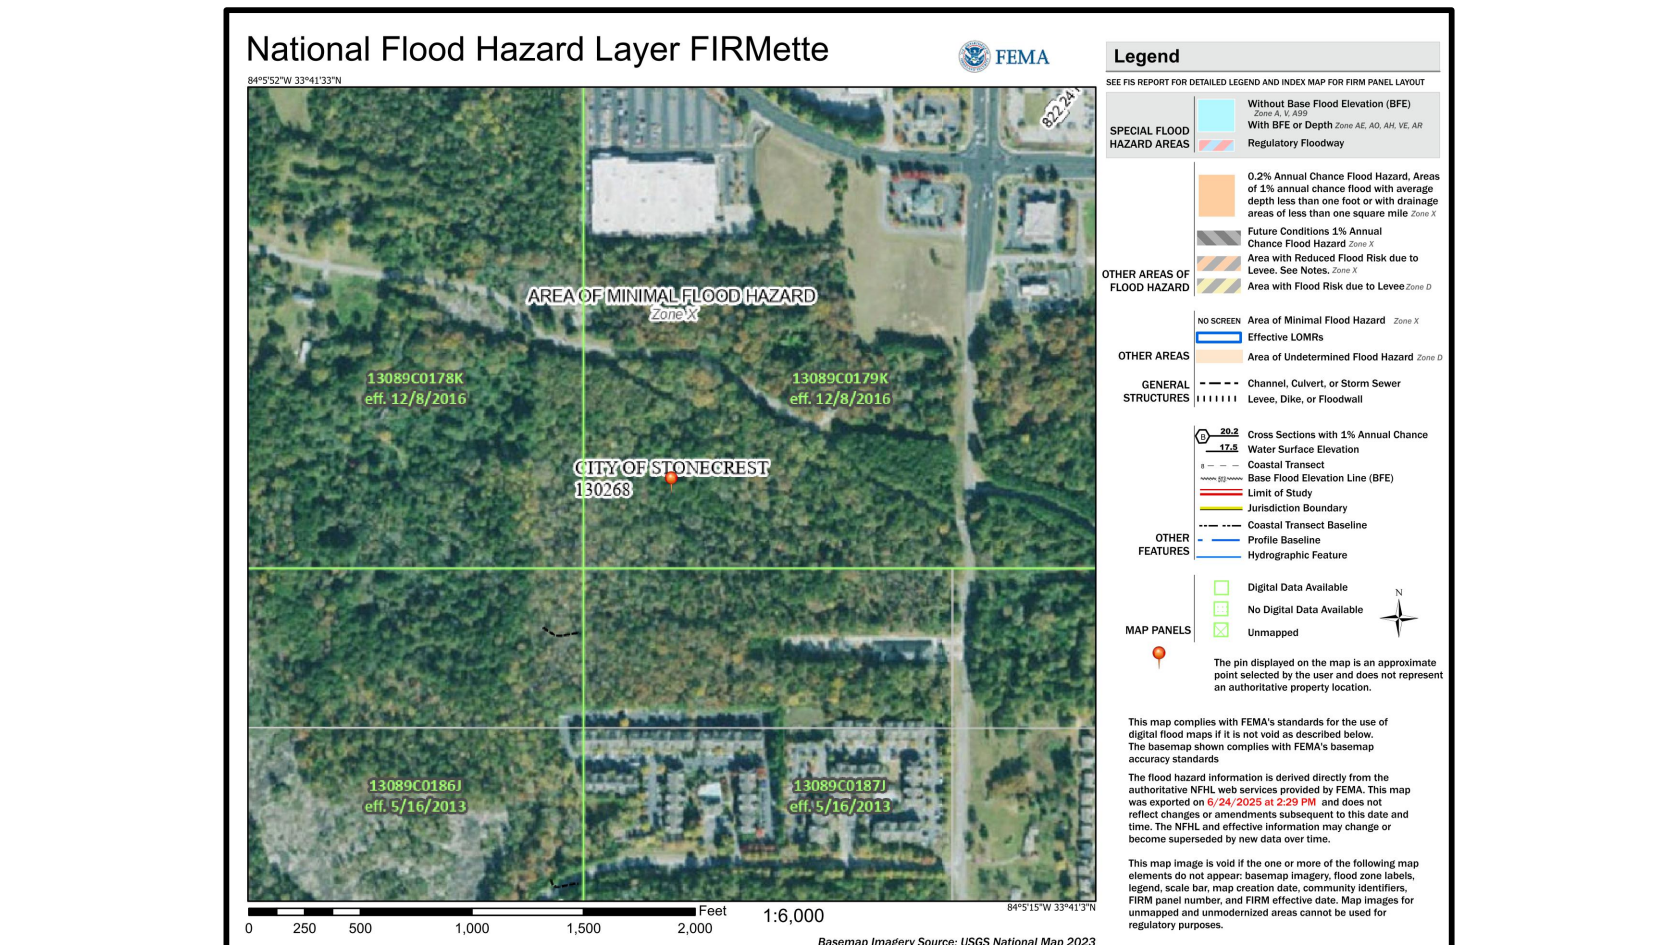 National Flood Hazard Layer FIRMette
FEMA
84°5'52"W 33°41'33"N
822.24
AREA OF MINIMAL FLOOD HAZARD
Zone X
13089C0178K
eff. 12/8/2016
13089C0179K
eff. 12/8/2016
CITY OF STONECREST
130268
13089C0186J
eff. 5/16/2013
13089C0187J
eff. 5/16/2013
84°5'15"W 33°41'3"N
Feet
1:6,000
0 250 500 1,000 1,500 2,000
Basemap Imagery Source: USGS National Map 2023
Legend
SEE FIS REPORT FOR DETAILED LEGEND AND INDEX MAP FOR FIRM PANEL LAYOUT
SPECIAL FLOOD
HAZARD AREAS
Without Base Flood Elevation (BFE)
Zone A, V, A99
With BFE or Depth Zone AE, AO, AH, VE, AR
Regulatory Floodway
OTHER AREAS OF
FLOOD HAZARD
0.2% Annual Chance Flood Hazard, Areas
of 1% annual chance flood with average
depth less than one foot or with drainage
areas of less than one square mile Zone X
Future Conditions 1% Annual
Chance Flood Hazard Zone X
Area with Reduced Flood Risk due to
Levee. See Notes. Zone X
Area with Flood Risk due to Levee Zone D
OTHER AREAS
NO SCREEN Area of Minimal Flood Hazard Zone X
Effective LOMRs
Area of Undetermined Flood Hazard Zone D
GENERAL
STRUCTURES
Channel, Culvert, or Storm Sewer
Levee, Dike, or Floodwall
OTHER
FEATURES
B 20.2 Cross Sections with 1% Annual Chance
17.5 Water Surface Elevation
8 Coastal Transect
Base Flood Elevation Line (BFE)
Limit of Study
Jurisdiction Boundary
Coastal Transect Baseline
Profile Baseline
Hydrographic Feature
MAP PANELS
Digital Data Available
No Digital Data Available
Unmapped
N
The pin displayed on the map is an approximate
point selected by the user and does not represent
an authoritative property location.
This map complies with FEMA's standards for the use of
digital flood maps if it is not void as described below.
The basemap shown complies with FEMA's basemap
accuracy standards
The flood hazard information is derived directly from the
authoritative NFHL web services provided by FEMA. This map
was exported on 6/24/2025 at 2:29 PM and does not
reflect changes or amendments subsequent to this date and
time. The NFHL and effective information may change or
become superseded by new data over time.
This map image is void if the one or more of the following map
elements do not appear: basemap imagery, flood zone labels,
legend, scale bar, map creation date, community identifiers,
FIRM panel number, and FIRM effective date. Map images for
unmapped and unmodernized areas cannot be used for
regulatory purposes.